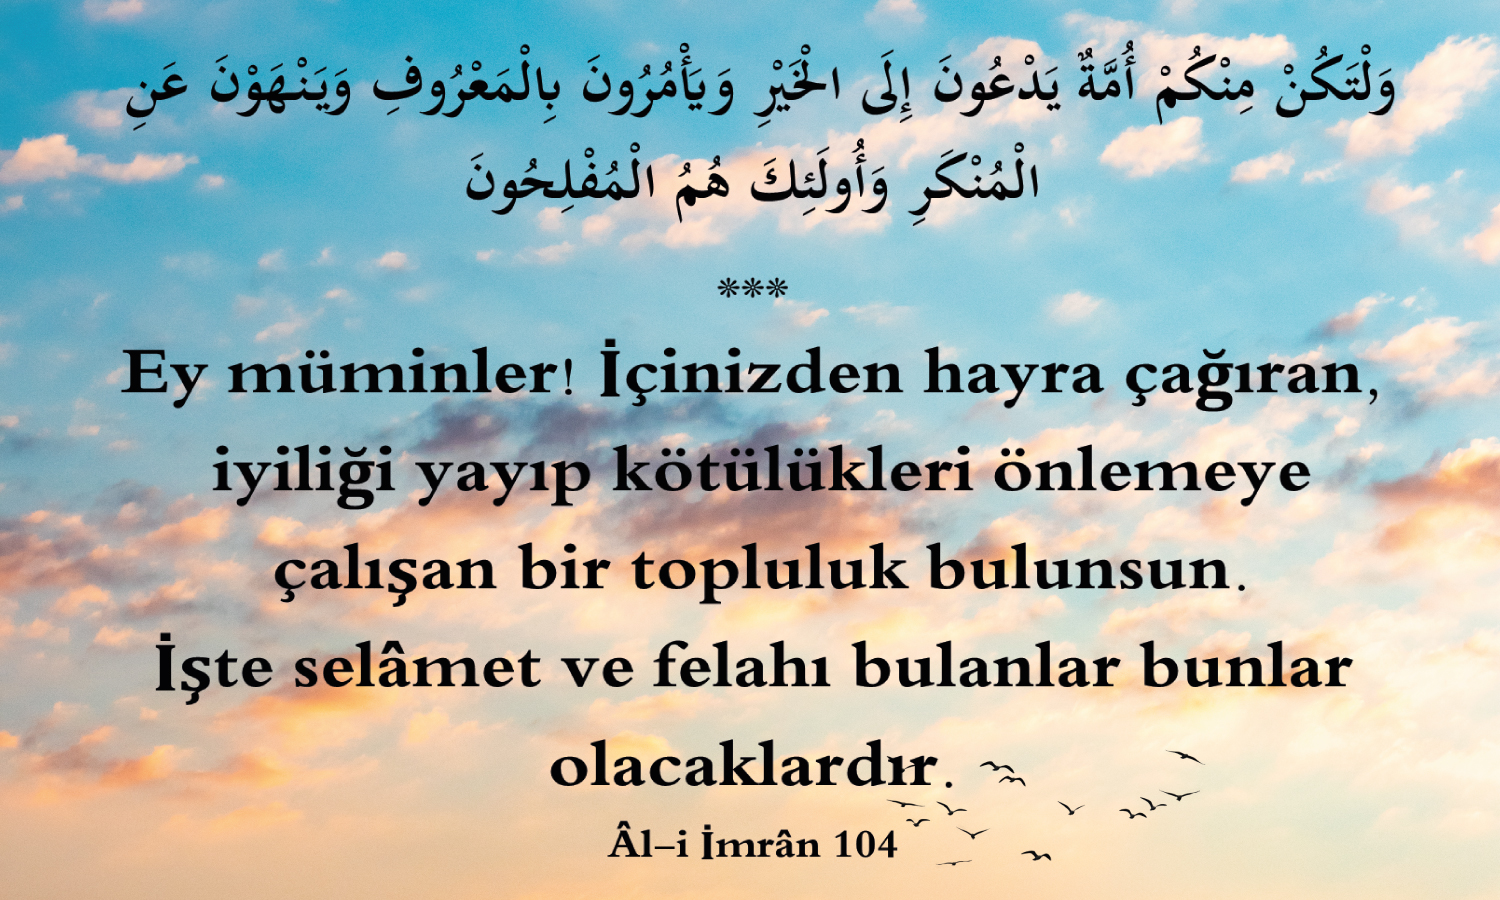 وَلْتَكُنْ مِنْكُمْ أُمَّةٌ يَدْعُونَ إِلَى الْخَيْرِ وَيَأْمُرُونَ بِالْمَعْرُوفِ وَيَنْهَوْنَ عَنِ
الْمُنْكَرِ وَأُولَئِكَ هُمُ الْمُفْلِحُونَ
***
Ey müminler! İçinizden hayra çağıran,
iyiliği yayıp kötülükleri önlemeye
çalışan bir topluluk bulunsun.
İşte selâmet ve felahı bulanlar bunlar
olacaklardır.
Âl-i İmrân 104